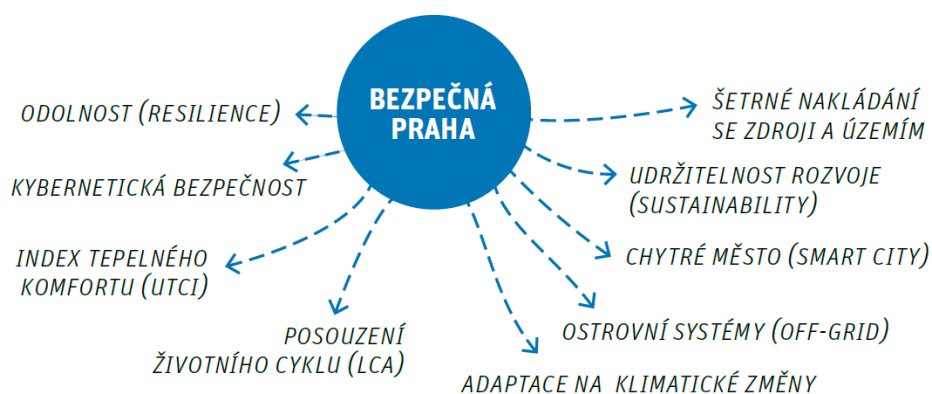 BEZPEČNÁ
PRAHA
ODOLNOST (RESILIENCE)
KYBERNETICKÁ BEZPEČNOST
INDEX TEPELNÉHO
KOMFORTU (UTCI)
POSOUZENÍ
ŽIVOTNÍHO CYKLU (LCA)
ADAPTACE NA KLIMATICKÉ ZMĚNY
OSTROVNÍ SYSTÉMY (OFF-GRID)
CHYTRÉ MĚSTO (SMART CITY)
UDRŽITELNOST ROZVOJE
(SUSTAINABILITY)
ŠETRNÉ NAKLÁDÁNÍ
SE ZDROJI A ÚZEMÍM